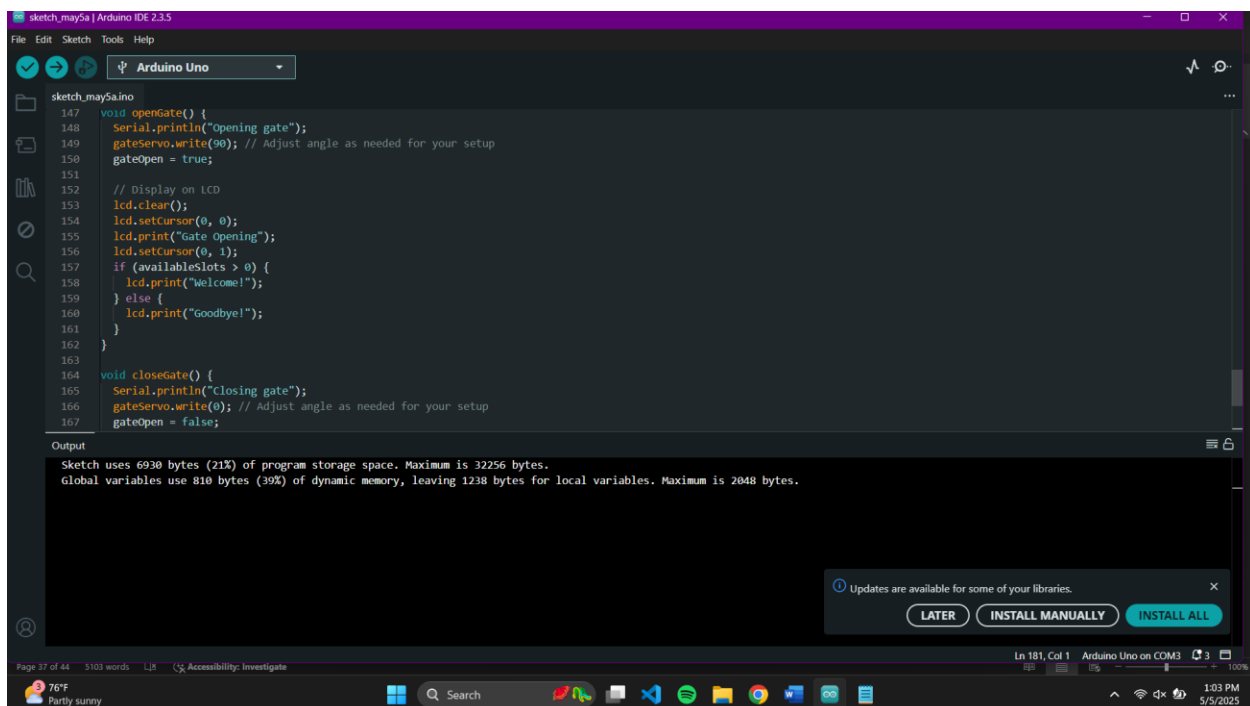 sketch_may5a | Arduino IDE 2.3.5
File Edit Sketch Tools Help
Arduino Uno
sketch_may5a.ino
...
147 void openGate() {
148 Serial.println("Opening gate");
149 gateServo.write(90); // Adjust angle as needed for your setup
150 gateOpen = true;
151
152 // Display on LCD
153 lcd.clear();
154 lcd.setCursor(0, 0);
155 lcd.print("Gate Opening");
156 lcd.setCursor(0, 1);
157 if (availableSlots > 0) {
158 lcd.print("Welcome!");
159 } else {
160 lcd.print("Goodbye!");
161 }
162 }
163
164 void closeGate() {
165 Serial.println("Closing gate");
166 gateServo.write(0); // Adjust angle as needed for your setup
167 gateOpen = false;
Output
Sketch uses 6930 bytes (21%) of program storage space. Maximum is 32256 bytes.
Global variables use 810 bytes (39%) of dynamic memory, leaving 1238 bytes for local variables. Maximum is 2048 bytes.
Updates are available for some of your libraries.
LATER INSTALL MANUALLY INSTALL ALL
Ln 181, Col 1 Arduino Uno on COM3 3
Page 37 of 44 5103 words Accessibility: Investigate 100%
3 76°F
Partly sunny
Search
1:03 PM
5/5/2025